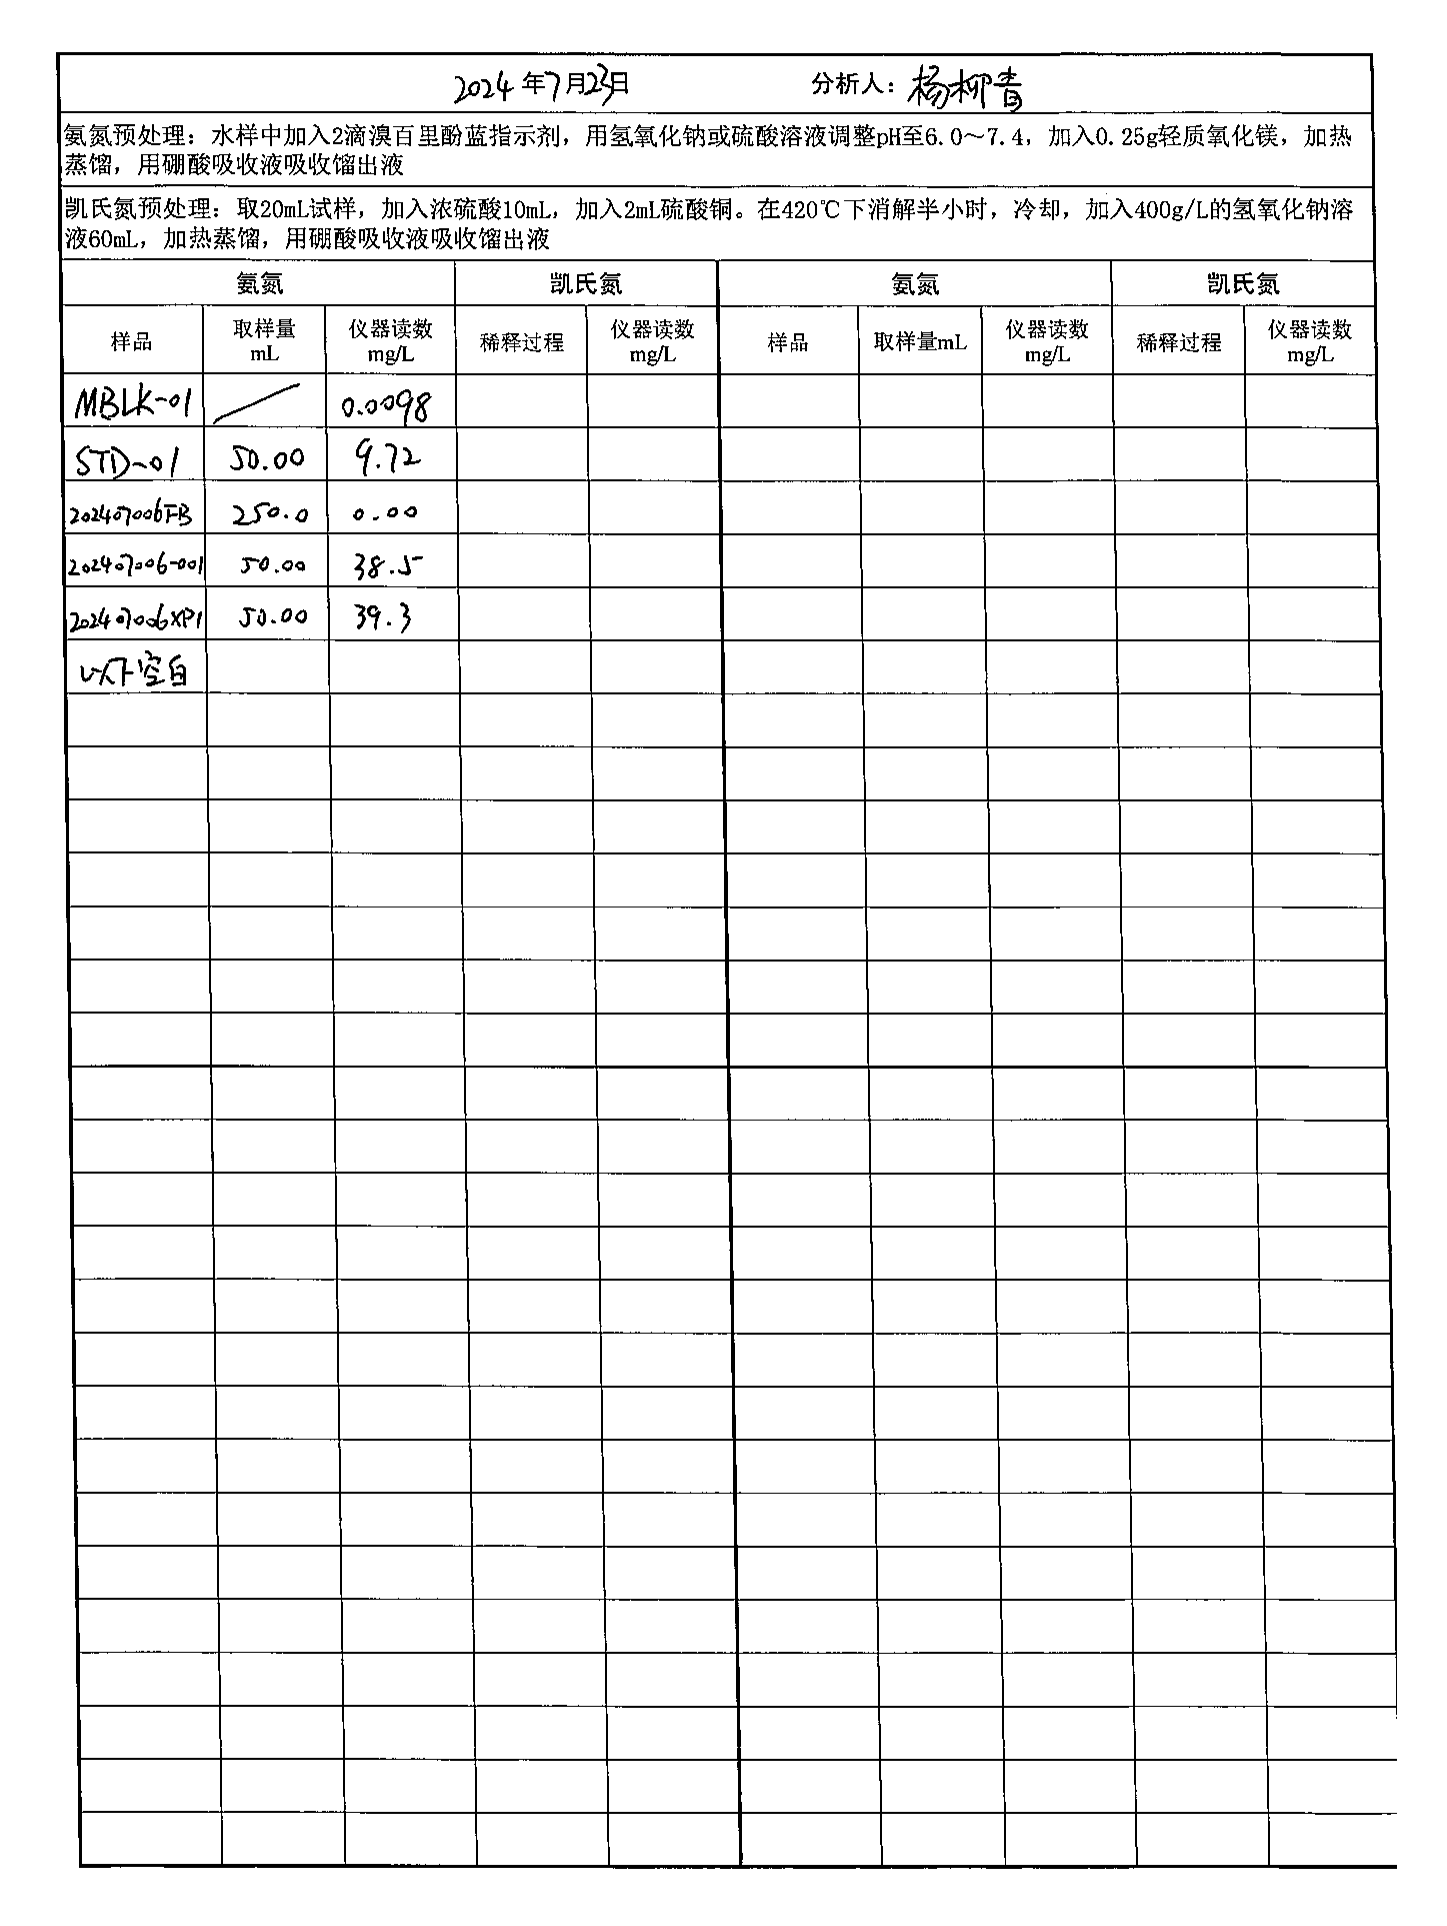 2024年7月23日 分析人：杨柳青
氨氮预处理：水样中加入2滴溴百里酚蓝指示剂，用氢氧化钠或硫酸溶液调整pH至6.0～7.4，加入0.25g轻质氧化镁，加热
蒸馏，用硼酸吸收液吸收馏出液
凯氏氮预处理：取20mL试样，加入浓硫酸10mL，加入2mL硫酸铜。在420℃下消解半小时，冷却，加入400g/L的氢氧化钠溶
液60mL，加热蒸馏，用硼酸吸收液吸收馏出液
氨氮 凯氏氮 氨氮 凯氏氮
样品 取样量 mL 仪器读数 mg/L 稀释过程 仪器读数 mg/L 样品 取样量mL 仪器读数 mg/L 稀释过程 仪器读数 mg/L
MBLK-01 / 0.0098
STD-01 50.00 9.72
202407006FB 250.0 0.00
202407006-001 50.00 38.5
202407006XP1 50.00 39.3
以下空白